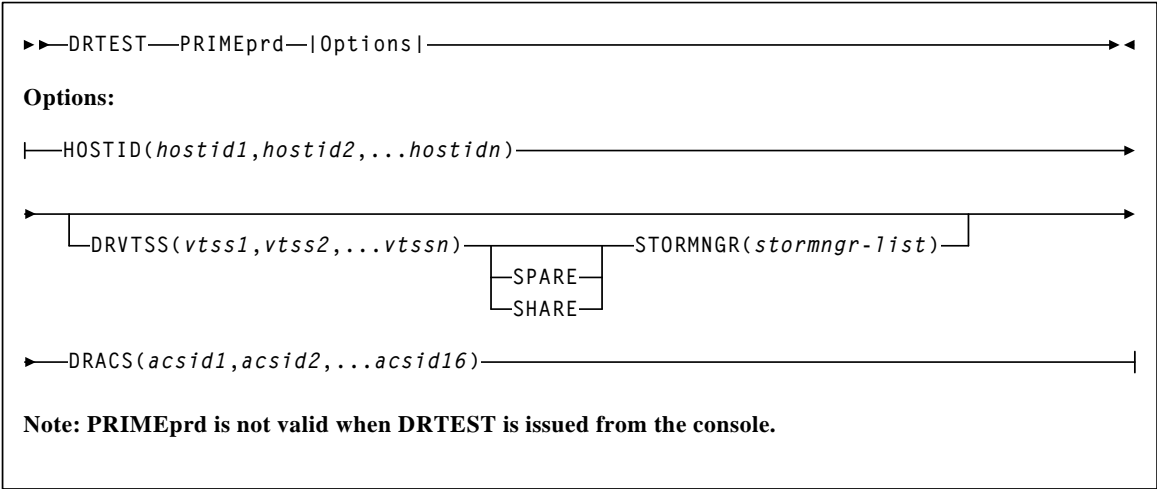 DRTEST PRIMEprd |Options|
Options:
HOSTID(hostid1,hostid2,...hostidn)
DRVTSS(vtss1,vtss2,...vtssn) STORMNGR(stormngr-list)
SPARE
SHARE
DRACS(acsid1,acsid2,...acsid16)
Note: PRIMEprd is not valid when DRTEST is issued from the console.